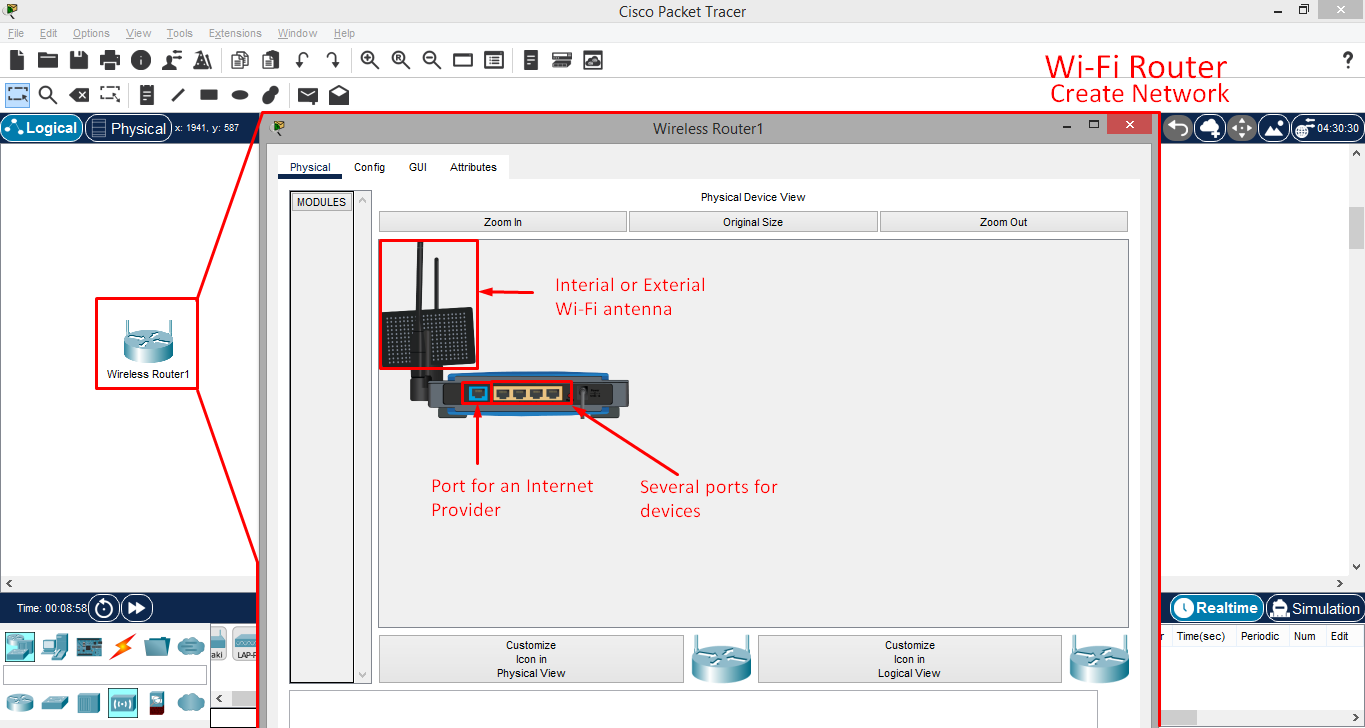 Cisco Packet Tracer
File Edit Options View Tools Extensions Window Help
?
Wi-Fi Router
Create Network
Logical Physical x: 1941, y: 587
04:30:30
Wireless Router1
Physical Config GUI Attributes
MODULES
Physical Device View
Zoom In Original Size Zoom Out
Interial or Exterial
Wi-Fi antenna
Wireless Router1
Port for an Internet
Provider
Several ports for
devices
Time: 00:08:58
Realtime Simulation
Time(sec) Periodic Num Edit
Customize
Icon in
Physical View
Customize
Icon in
Logical View